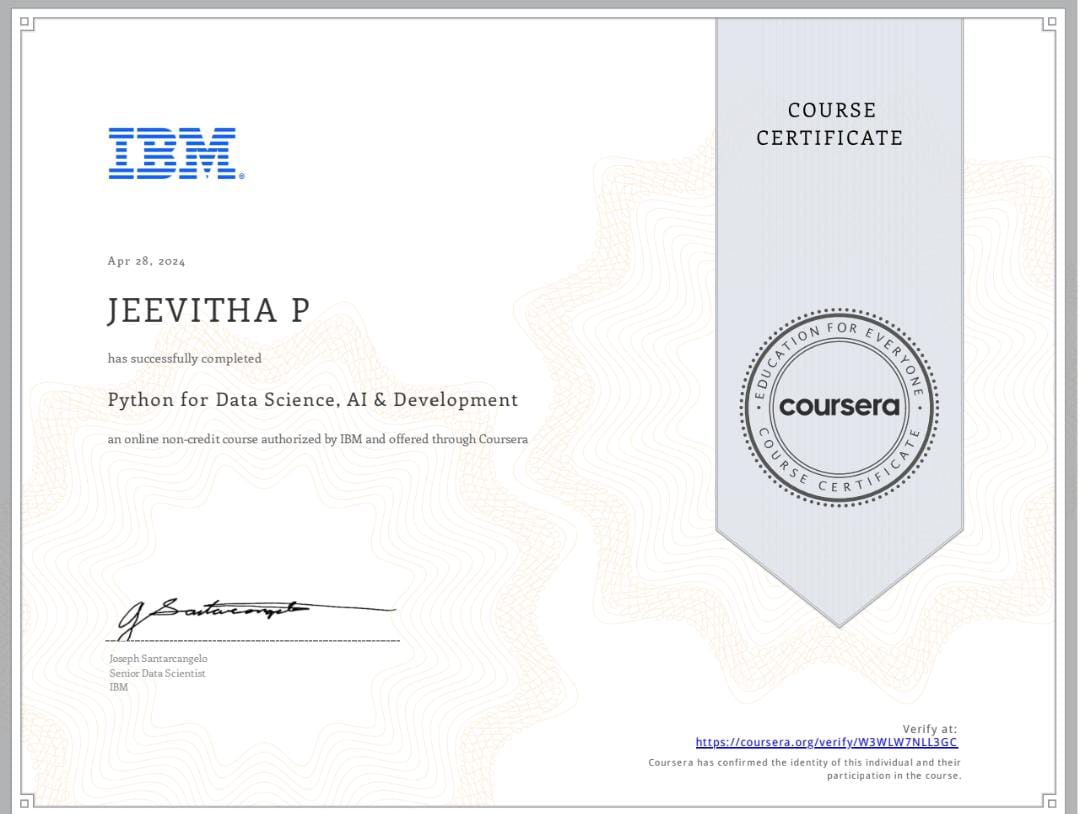 COURSE
CERTIFICATE
IBM®
Apr 28, 2024
JEEVITHA P
has successfully completed
Python for Data Science, AI & Development
an online non-credit course authorized by IBM and offered through Coursera
EDUCATION FOR EVERYONE
coursera
COURSE CERTIFICATE
J Santarcangelo
Joseph Santarcangelo
Senior Data Scientist
IBM
Verify at:
https://coursera.org/verify/W3WLW7NLL3GC
Coursera has confirmed the identity of this individual and their
participation in the course.